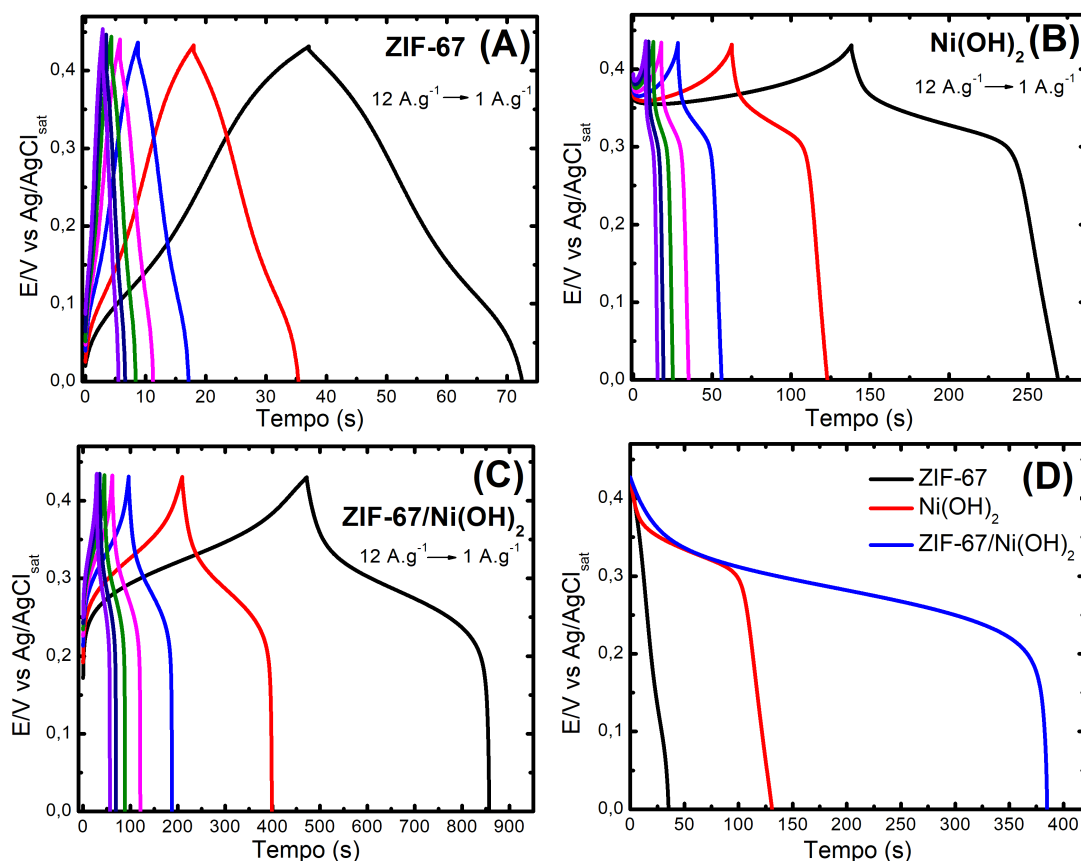 ZIF-67 (A)
12 A.g⁻¹ → 1 A.g⁻¹
E/V vs Ag/AgCl_sat
0,4
0,3
0,2
0,1
0,0
0 10 20 30 40 50 60 70
Tempo (s)
(B)
Ni(OH)₂
12 A.g⁻¹ → 1 A.g⁻¹
E/V vs Ag/AgCl_sat
0,4
0,3
0,2
0,1
0,0
0 50 100 150 200 250
Tempo (s)
(C)
ZIF-67/Ni(OH)₂
12 A.g⁻¹ → 1 A.g⁻¹
E/V vs Ag/AgCl_sat
0,4
0,3
0,2
0,1
0,0
0 100 200 300 400 500 600 700 800 900
Tempo (s)
(D)
ZIF-67
Ni(OH)₂
ZIF-67/Ni(OH)₂
E/V vs Ag/AgCl_sat
0,4
0,3
0,2
0,1
0,0
0 50 100 150 200 250 300 350 400
Tempo (s)